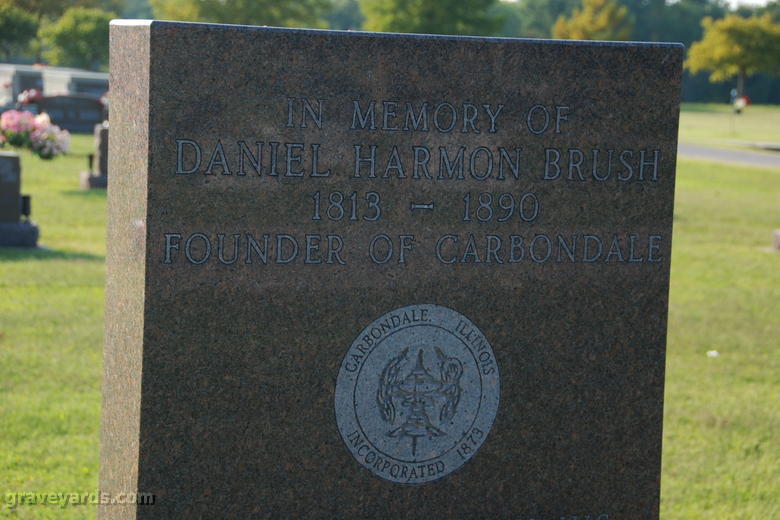 IN MEMORY OF
DANIEL HARMON BRUSH
1813 - 1890
FOUNDER OF CARBONDALE
CARBONDALE, ILLINOIS
INCORPORATED 1873
graveyards.com